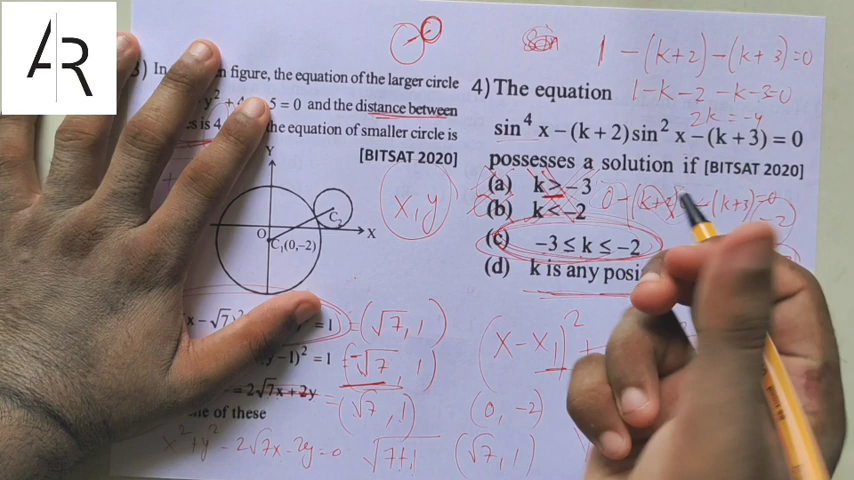 AR
) In figure, the equation of the larger circle
y² + 4 5 = 0 and the distance between
is 4 the equation of smaller circle is
[BITSAT 2020]
Y
O
X
C₁(0,-2)
C₂
x – √7)² = 1 = (√7, 1)
y – 1)² = 1 (-√7, 1)
= 2√7x + 2y = (√7, 1)
ne of these
x² + y² - 2√7x - 2y = 0
√7+1
(√7, 1)
(x, y)
1 - (k+2) - (k+3) = 0
4) The equation
1 - k - 2 - k - 3 = 0
2k = -4
sin⁴ x – (k + 2) sin² x – (k + 3) = 0
possesses a solution if [BITSAT 2020]
(a) k > –3
(b) k < –2
0 - (k+2) - (k+3) = 0
-2
(c) –3 ≤ k ≤ –2
(d) k is any posi
(x - x₁)² +
(0, -2)